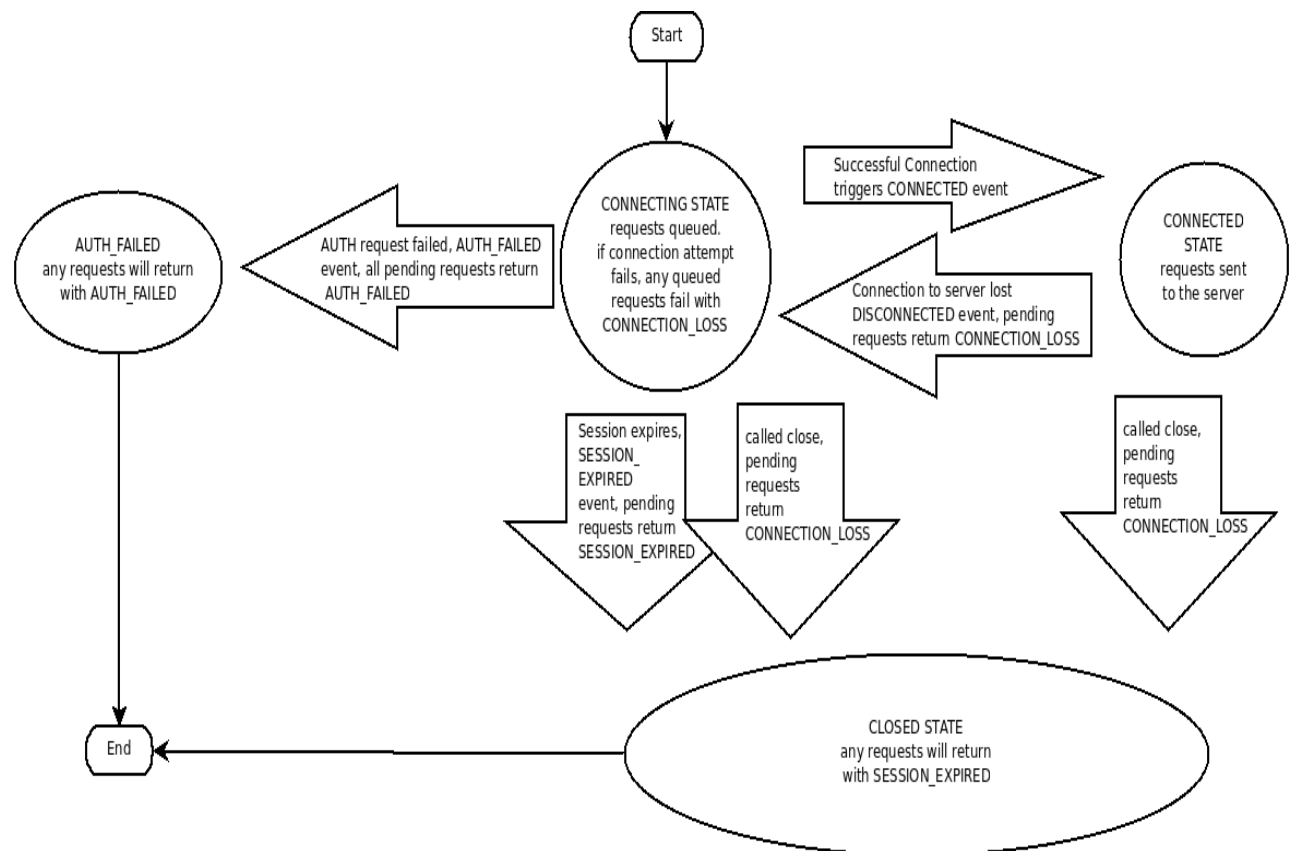 Start
Successful Connection
triggers CONNECTED event
CONNECTING STATE
requests queued.
if connection attempt
fails, any queued
requests fail with
CONNECTION_LOSS
CONNECTED
STATE
requests sent
to the server
AUTH_FAILED
any requests will return
with AUTH_FAILED
AUTH request failed, AUTH_FAILED
event, all pending requests return
AUTH_FAILED
Connection to server lost
DISCONNECTED event, pending
requests return CONNECTION_LOSS
Session expires,
SESSION_
EXPIRED
event, pending
requests return
SESSION_EXPIRED
called close,
pending
requests
return
CONNECTION_LOSS
called close,
pending
requests
return
CONNECTION_LOSS
CLOSED STATE
any requests will return
with SESSION_EXPIRED
End